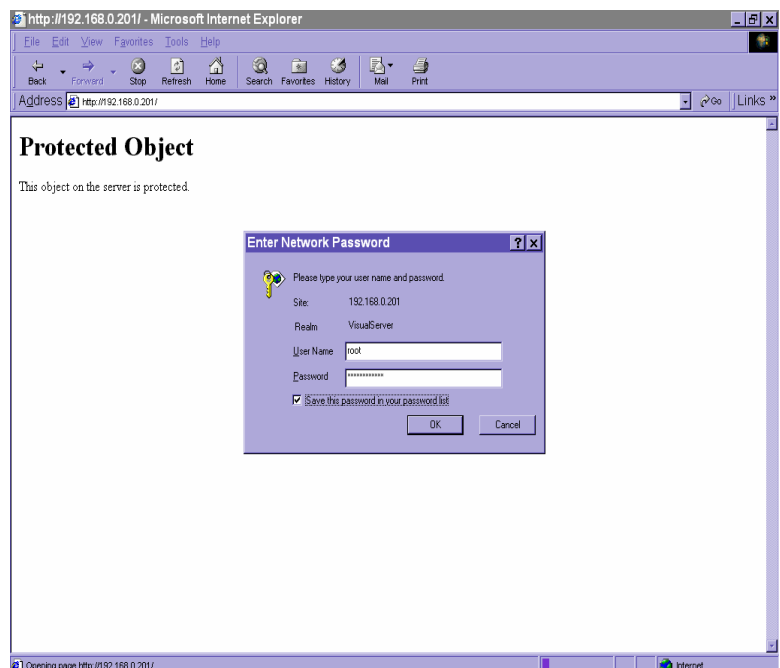 http://192.168.0.201/ - Microsoft Internet Explorer
File Edit View Favorites Tools Help
Back Forward Stop Refresh Home Search Favorites History Mail Print
Address http://192.168.0.201/ Go Links »
Protected Object
This object on the server is protected.
Enter Network Password
Please type your user name and password.
Site: 192.168.0.201
Realm VisualServer
User Name root
Password ************
Save this password in your password list
OK Cancel
Opening page http://192.168.0.201/ Internet